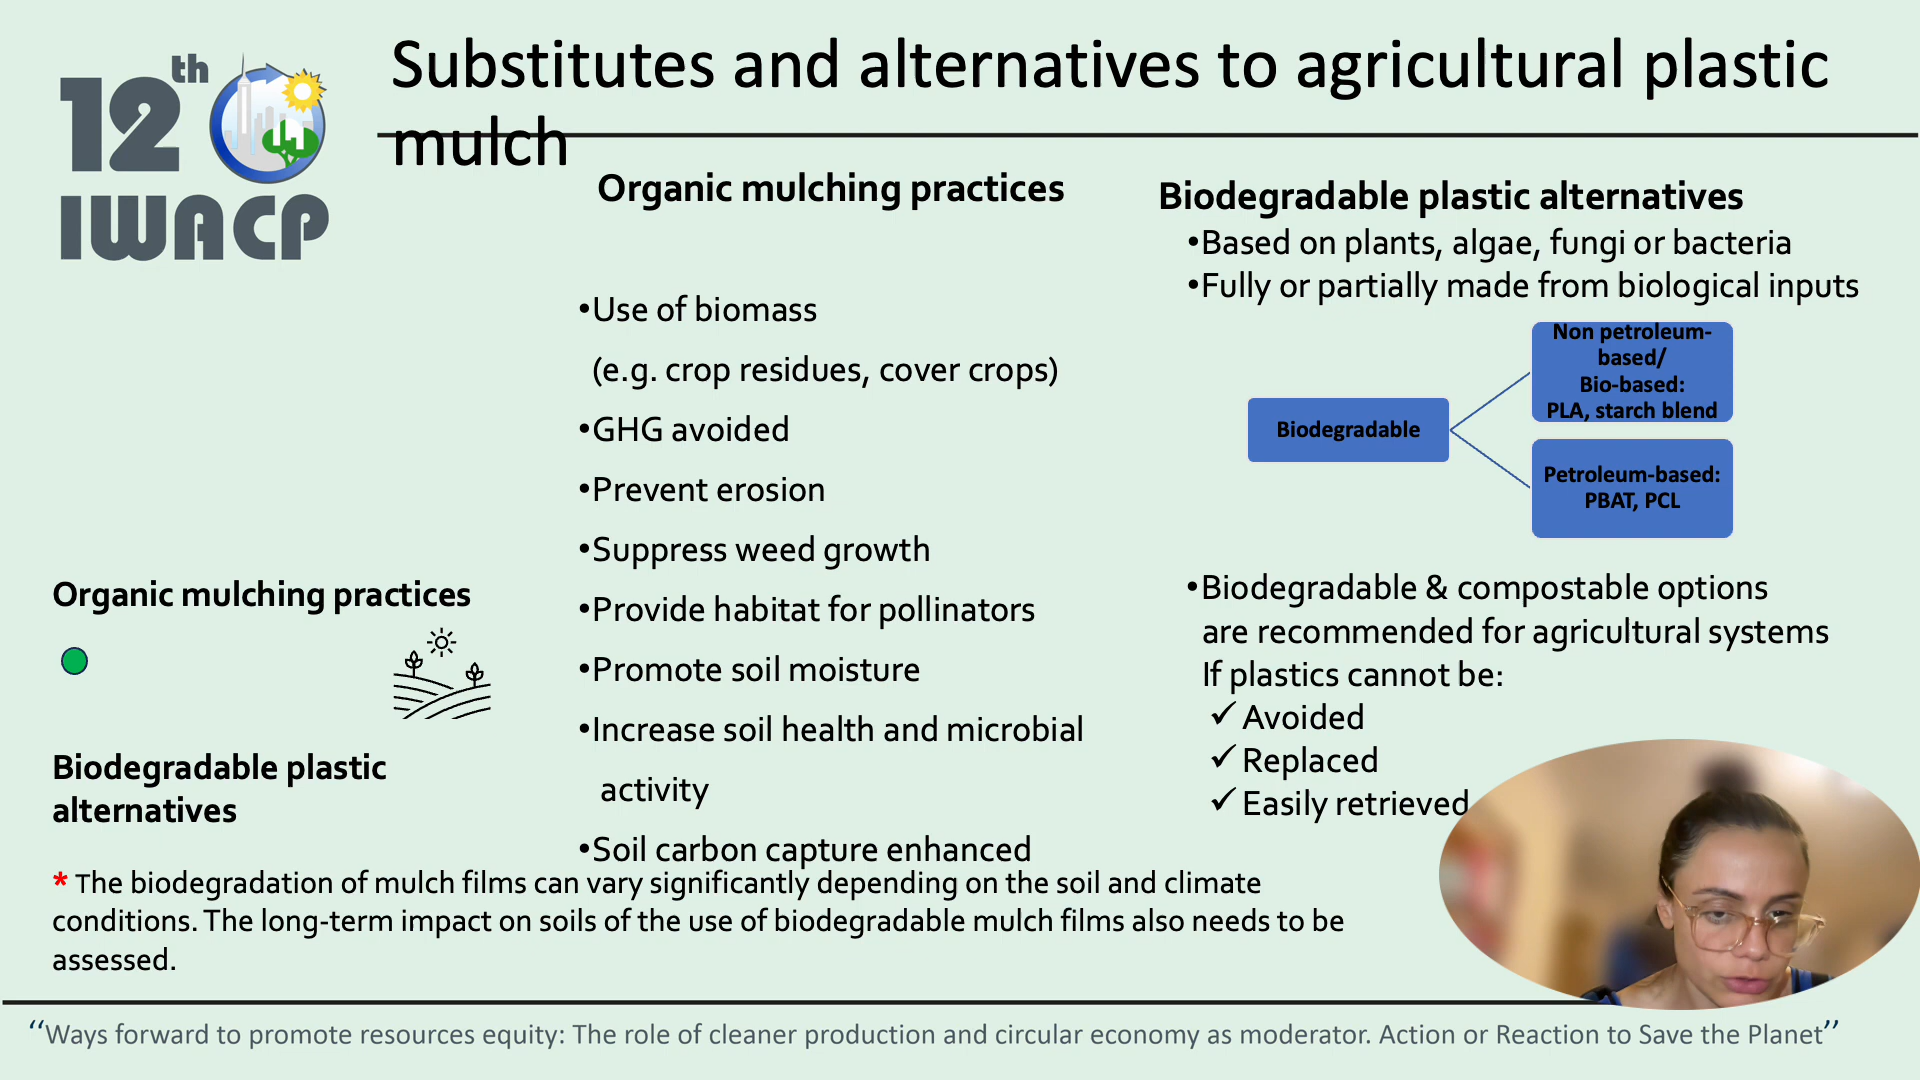 12th
IWACP
Substitutes and alternatives to agricultural plastic
mulch
Organic mulching practices
Biodegradable plastic
alternatives
Organic mulching practices
•Use of biomass
(e.g. crop residues, cover crops)
•GHG avoided
•Prevent erosion
•Suppress weed growth
•Provide habitat for pollinators
•Promote soil moisture
•Increase soil health and microbial
activity
•Soil carbon capture enhanced
Biodegradable plastic alternatives
•Based on plants, algae, fungi or bacteria
•Fully or partially made from biological inputs
Biodegradable
Non petroleum-
based/
Bio-based:
PLA, starch blend
Petroleum-based:
PBAT, PCL
•Biodegradable & compostable options
are recommended for agricultural systems
If plastics cannot be:
✓ Avoided
✓ Replaced
✓ Easily retrieved
* The biodegradation of mulch films can vary significantly depending on the soil and climate
conditions. The long-term impact on soils of the use of biodegradable mulch films also needs to be
assessed.
“Ways forward to promote resources equity: The role of cleaner production and circular economy as moderator. Action or Reaction to Save the Planet”